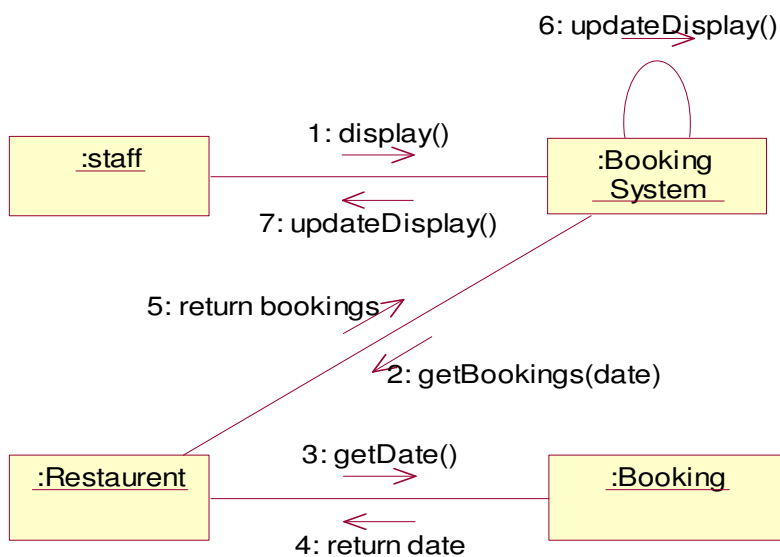 6: updateDisplay()
1: display()
:staff
:Booking
System
7: updateDisplay()
5: return bookings
2: getBookings(date)
3: getDate()
:Restaurent
:Booking
4: return date